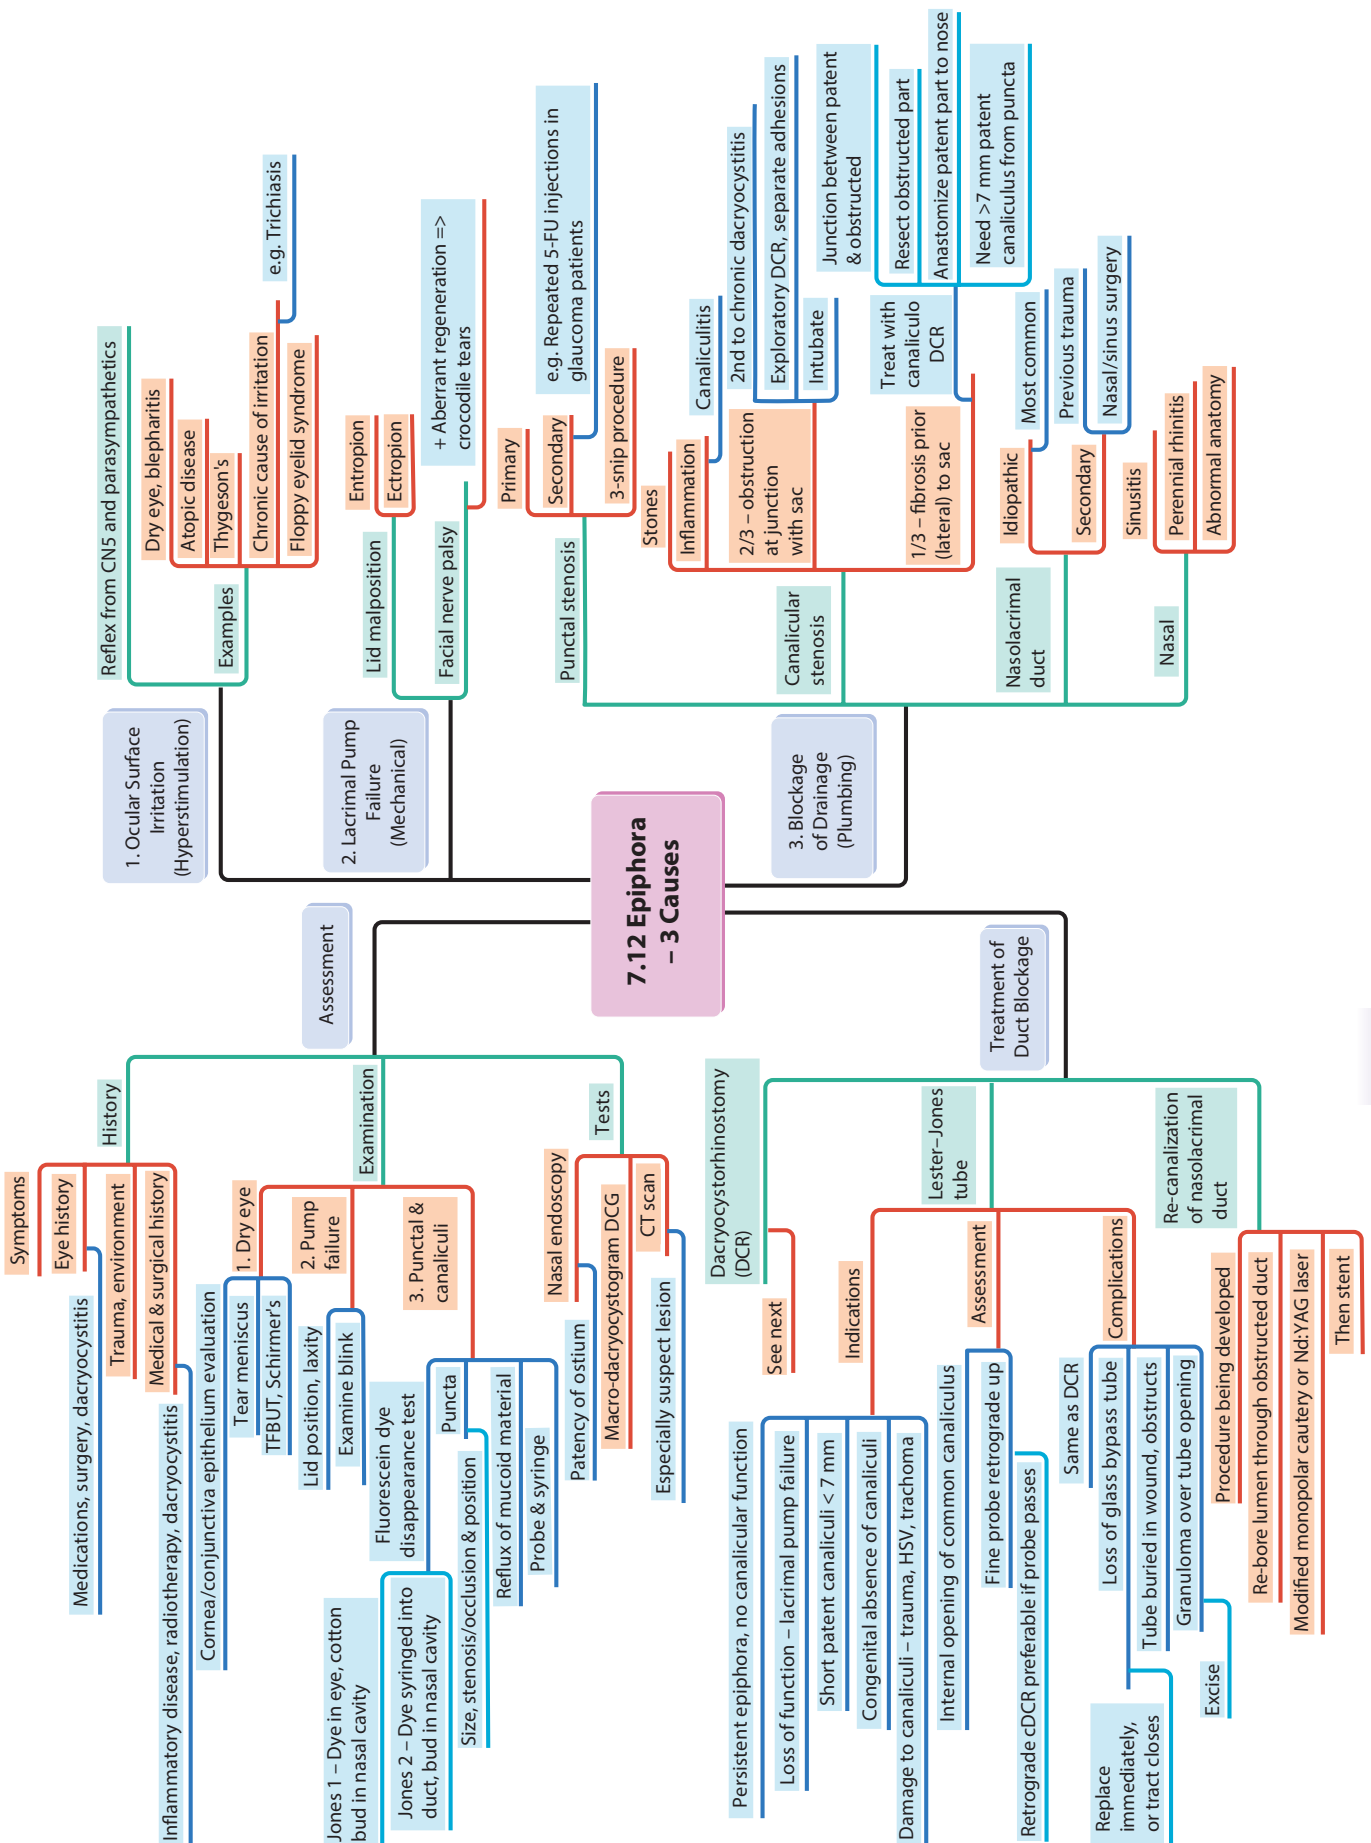 7.12 Epiphora
– 3 Causes
1. Ocular Surface
Irritation
(Hyperstimulation)
Reflex from CN5 and parasympathetics
Examples
Dry eye, blepharitis
Atopic disease
Thygeson's
Chronic cause of irritation
e.g. Trichiasis
Floppy eyelid syndrome
2. Lacrimal Pump
Failure
(Mechanical)
Lid malposition
Entropion
Ectropion
Facial nerve palsy
+ Aberrant regeneration =>
crocodile tears
3. Blockage
of Drainage
(Plumbing)
Punctal stenosis
Primary
Secondary
e.g. Repeated 5-FU injections in
glaucoma patients
3-snip procedure
Canalicular
stenosis
Stones
Inflammation
Canaliculitis
2/3 – obstruction
at junction
with sac
2nd to chronic dacryocystitis
Exploratory DCR, separate adhesions
Intubate
1/3 – fibrosis prior
(lateral) to sac
Treat with
canaliculo
DCR
Junction between patent
& obstructed
Resect obstructed part
Anastomize patent part to nose
Need >7 mm patent
canaliculus from puncta
Nasolacrimal
duct
Idiopathic
Most common
Secondary
Previous trauma
Nasal/sinus surgery
Nasal
Sinusitis
Perennial rhinitis
Abnormal anatomy
Assessment
History
Symptoms
Eye history
Medications, surgery, dacryocystitis
Trauma, environment
Medical & surgical history
Inflammatory disease, radiotherapy, dacryocystitis
Examination
1. Dry eye
Cornea/conjunctiva epithelium evaluation
Tear meniscus
TFBUT, Schirmer's
2. Pump
failure
Lid position, laxity
Examine blink
3. Punctal &
canaliculi
Fluorescein dye
disappearance test
Jones 1 – Dye in eye, cotton
bud in nasal cavity
Jones 2 – Dye syringed into
duct, bud in nasal cavity
Puncta
Size, stenosis/occlusion & position
Reflux of mucoid material
Probe & syringe
Tests
Nasal endoscopy
Patency of ostium
Macro-dacryocystogram DCG
CT scan
Especially suspect lesion
Treatment of
Duct Blockage
Dacryocystorhinostomy
(DCR)
See next
Lester–Jones
tube
Indications
Persistent epiphora, no canalicular function
Loss of function – lacrimal pump failure
Short patent canaliculi < 7 mm
Congenital absence of canaliculi
Damage to canaliculi – trauma, HSV, trachoma
Assessment
Internal opening of common canaliculus
Fine probe retrograde up
Retrograde cDCR preferable if probe passes
Complications
Same as DCR
Loss of glass bypass tube
Replace
immediately,
or tract closes
Tube buried in wound, obstructs
Granuloma over tube opening
Excise
Re-canalization
of nasolacrimal
duct
Procedure being developed
Re-bore lumen through obstructed duct
Modified monopolar cautery or Nd:YAG laser
Then stent